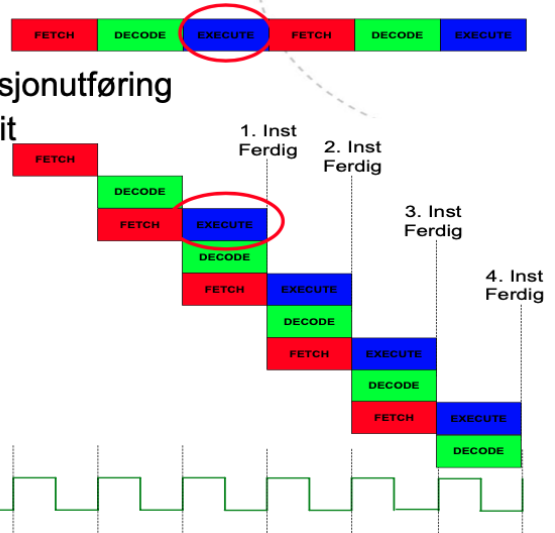 FETCH DECODE EXECUTE FETCH DECODE EXECUTE
sjonutføring
it
1. Inst
Ferdig
2. Inst
Ferdig
3. Inst
Ferdig
4. Inst
Ferdig
FETCH
DECODE
FETCH EXECUTE
DECODE
FETCH EXECUTE
DECODE
FETCH EXECUTE
DECODE
FETCH EXECUTE
DECODE